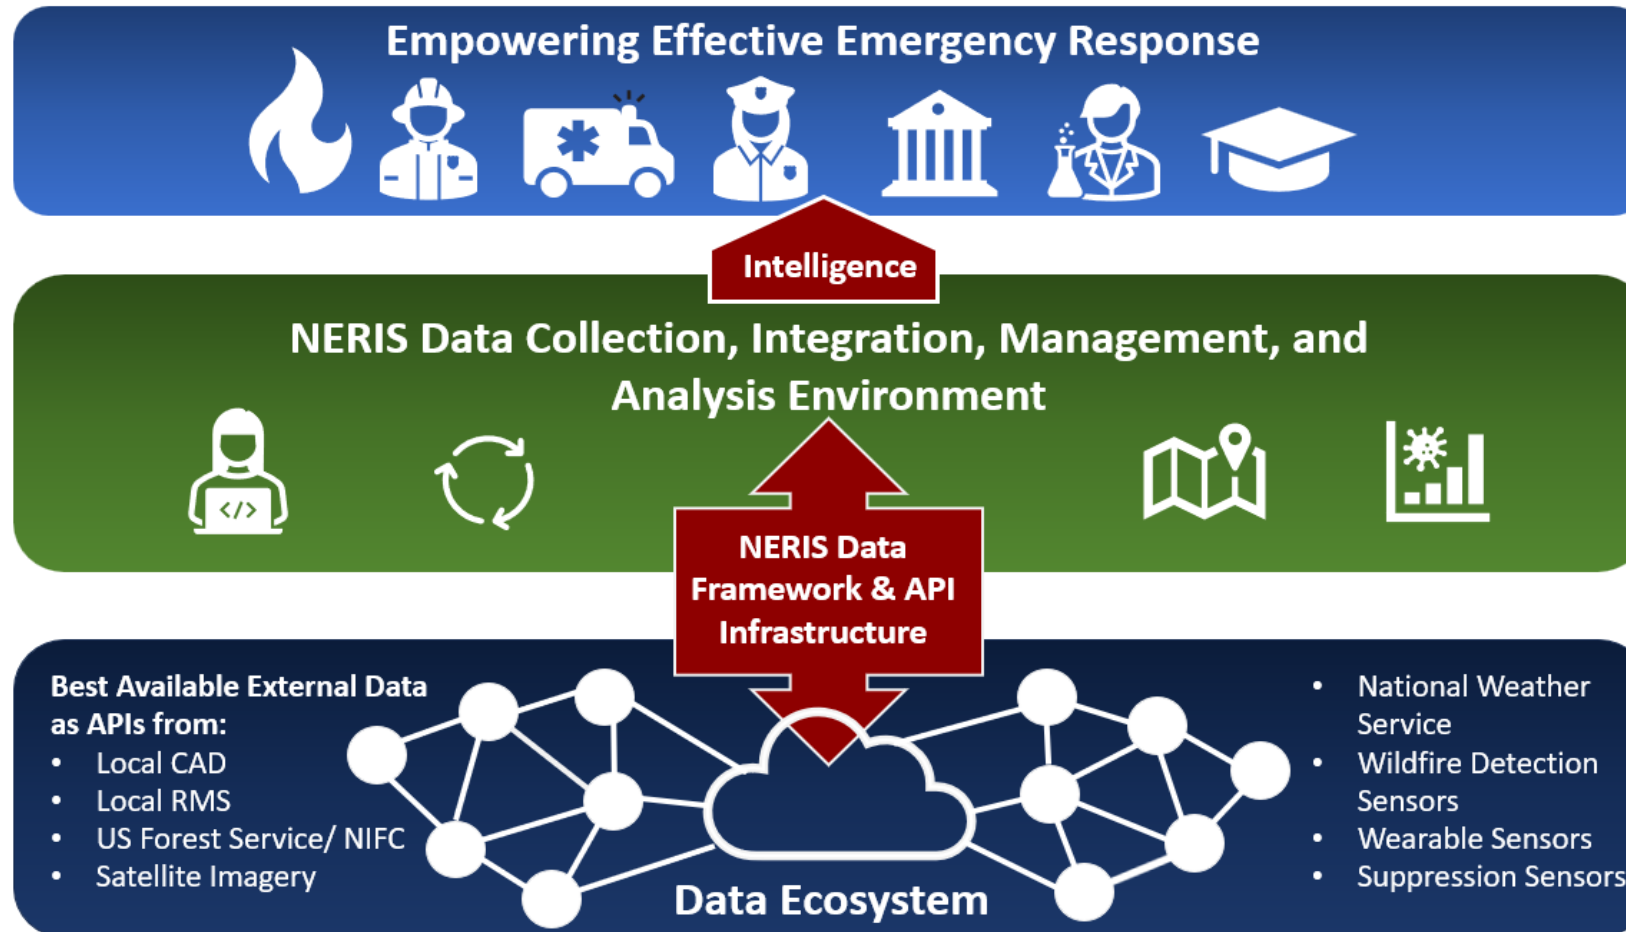 Empowering Effective Emergency Response
Intelligence
NERIS Data Collection, Integration, Management, and
Analysis Environment
</>
NERIS Data
Framework & API
Infrastructure
Best Available External Data
as APIs from:
• Local CAD
• Local RMS
• US Forest Service/ NIFC
• Satellite Imagery
• National Weather
Service
• Wildfire Detection
Sensors
• Wearable Sensors
• Suppression Sensors
Data Ecosystem